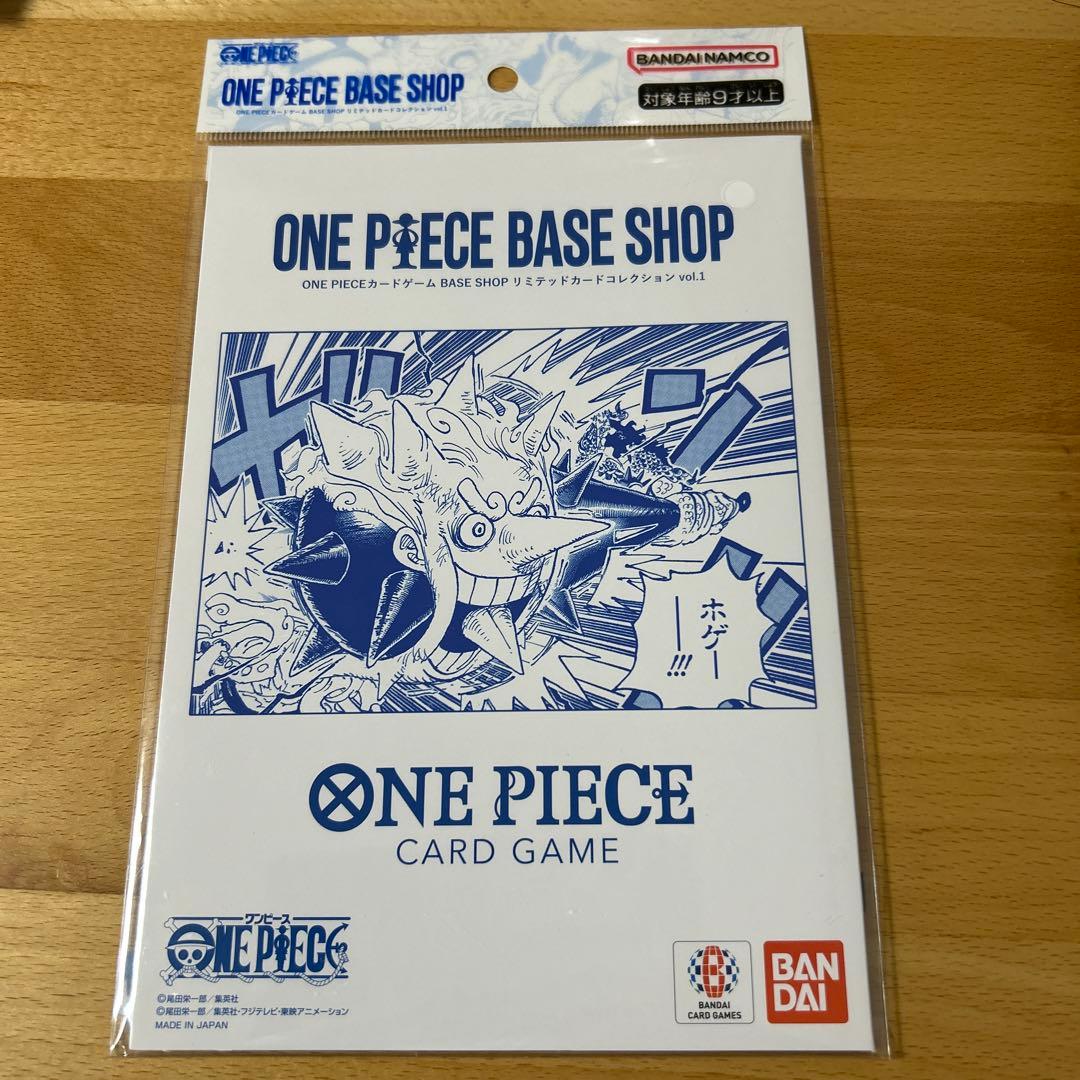 ONE PIECE
BANDAI NAMCO
ONE PIECE BASE SHOP
対象年齢9才以上
ONE PIECEカードゲーム BASE SHOP リミテッドカードコレクション vol.1
ONE PIECE BASE SHOP
ONE PIECEカードゲーム BASE SHOP リミテッドカードコレクション vol.1
ホゲーー!!!
ONE PIECE
CARD GAME
ワンピース
ONE PIECE
©尾田栄一郎／集英社
©尾田栄一郎／集英社・フジテレビ・東映アニメーション
MADE IN JAPAN
B
BANDAI
CARD GAMES
BAN
DAI